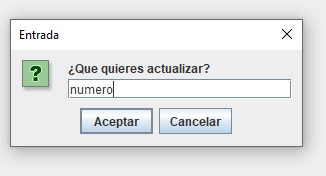 Entrada
?
¿Que quieres actualizar?
numero
Aceptar
Cancelar